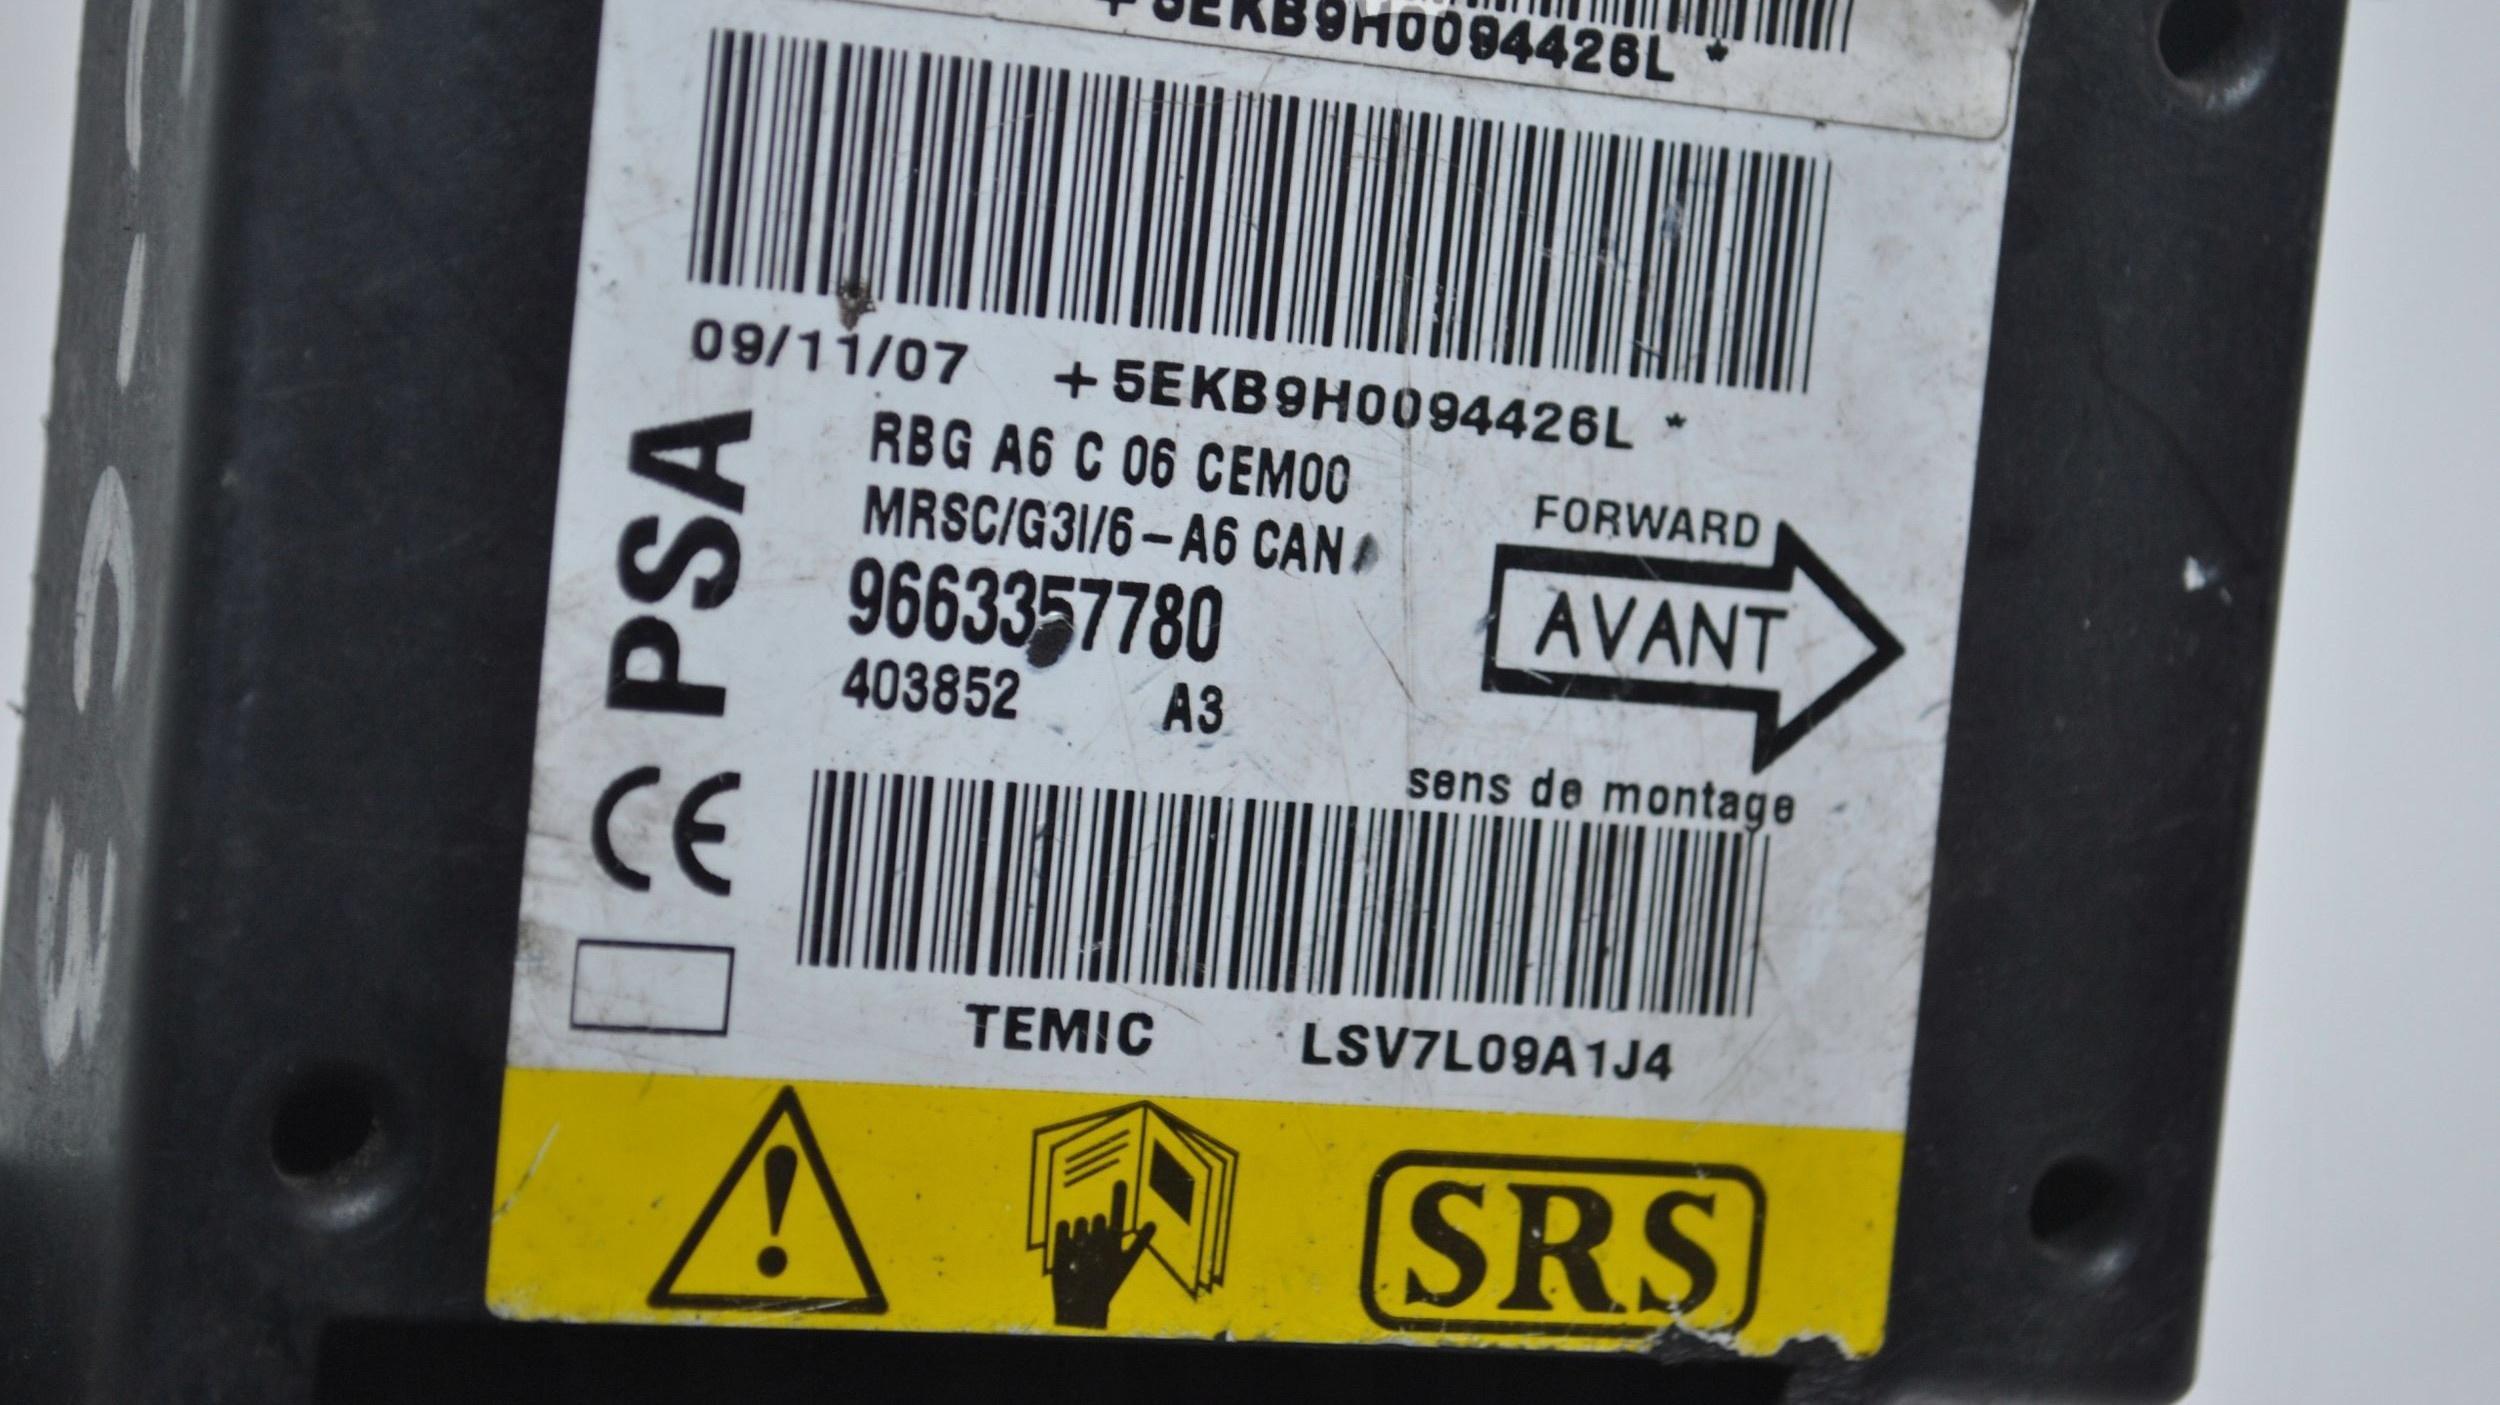 +5EKB9H0094426L *
09/11/07 +5EKB9H0094426L *
RBG A6 C 06 CEM00
MRSC/G3I/6-A6 CAN
9663357780
403852 A3
PSA
CE
FORWARD
AVANT
sens de montage
TEMIC LSV7L09A1J4
SRS